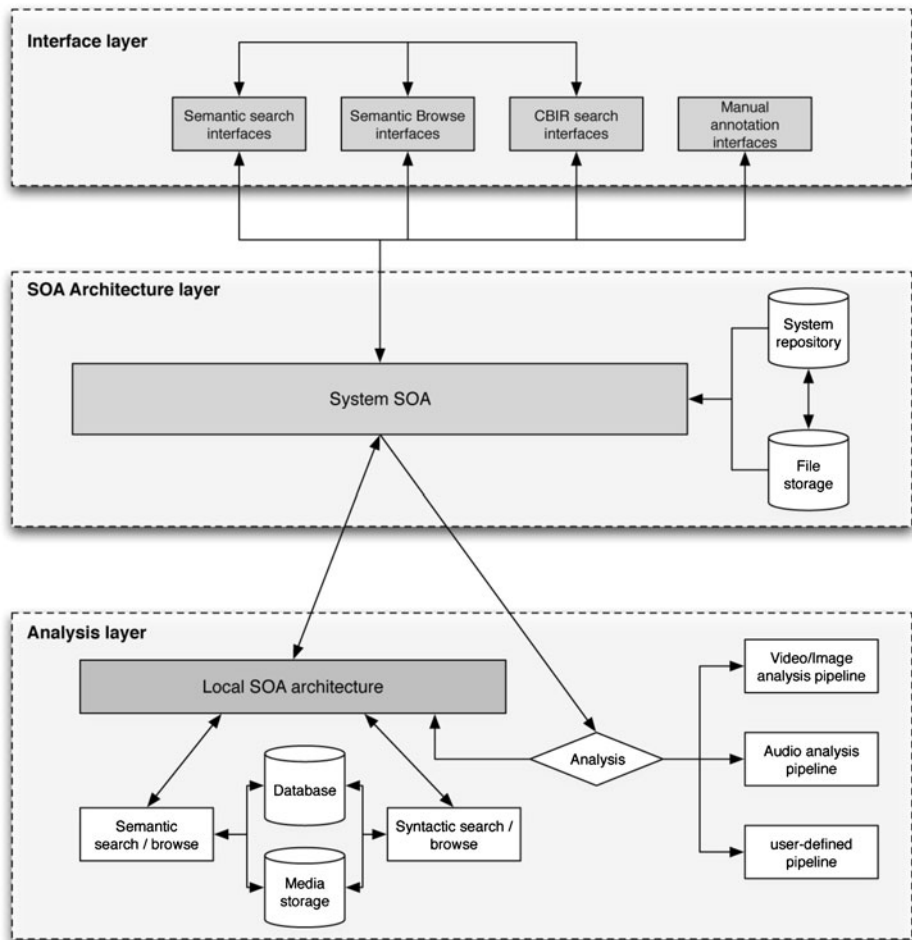 Interface layer
Semantic search
interfaces
Semantic Browse
interfaces
CBIR search
interfaces
Manual
annotation
interfaces
SOA Architecture layer
System
repository
System SOA
File
storage
Analysis layer
Local SOA architecture
Video/Image
analysis pipeline
Analysis
Audio analysis
pipeline
Database
Semantic
search / browse
Syntactic search /
browse
Media
storage
user-defined
pipeline